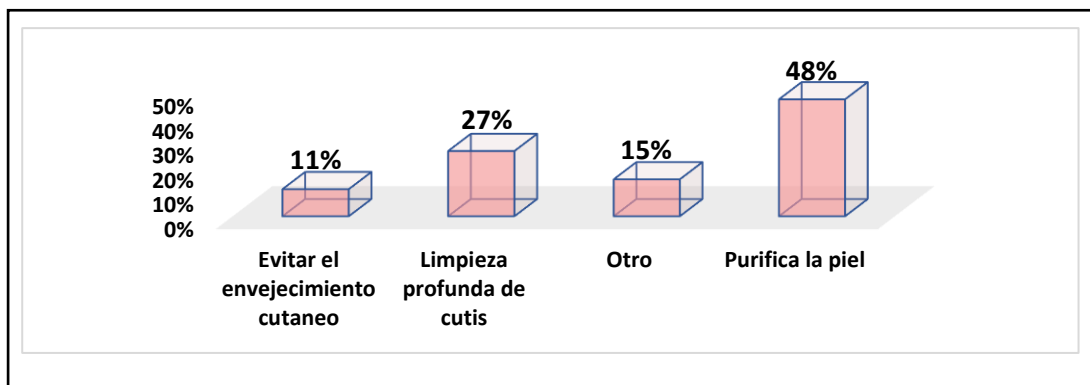 48%
27%
15%
11%
50%
40%
30%
20%
10%
0%
Evitar el
envejecimiento
cutaneo
Limpieza
profunda de
cutis
Otro
Purifica la piel